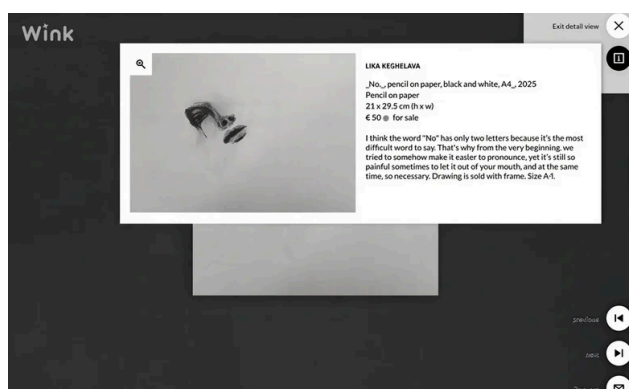 Wink
Exit detail view
LIKA KEGHELAVA
_No._, pencil on paper, black and white, A4_, 2025
Pencil on paper
21 x 29.5 cm (h x w)
€ 50 for sale
I think the word "No" has only two letters because it's the most
difficult word to say. That's why from the very beginning. we
tried to somehow make it easler to pronounce, yet it's still so
painful sometimes to let it out of your mouth, and at the same
time, so necessary. Drawing is sold with frame. Size A4.
previous